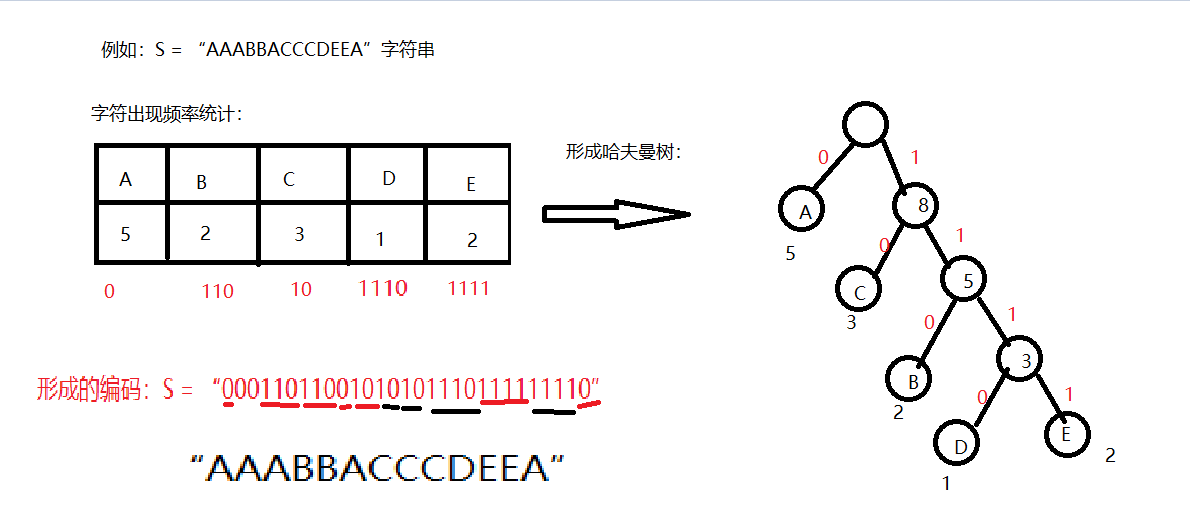 例如：S = “AAABBACCCDEEA”字符串
字符出现频率统计：
A B C D E
5 2 3 1 2
0 110 10 1110 1111
形成哈夫曼树：
0 1
A 8
5
0 1
C 5
3
0 1
B 3
2
0 1
D E
1 2
形成的编码：S = “00011011001010101110111111110”
“AAABBACCCDEEA”